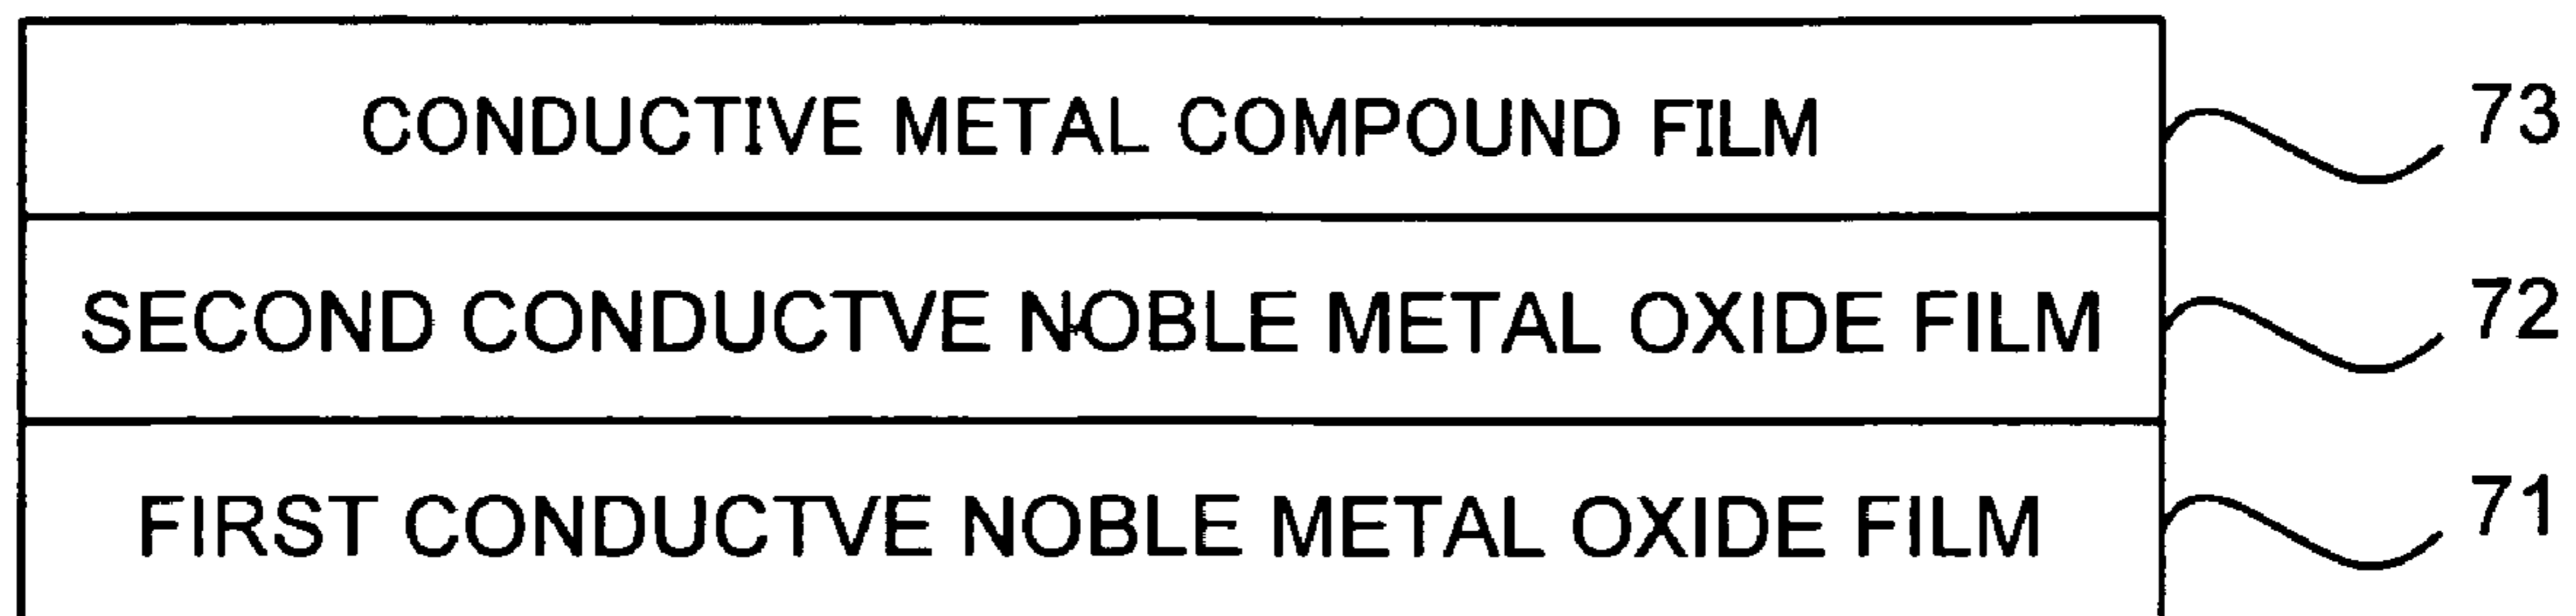 CONDUCTIVE METAL COMPOUND FILM 73
SECOND CONDUCTVE NOBLE METAL OXIDE FILM 72
FIRST CONDUCTVE NOBLE METAL OXIDE FILM 71